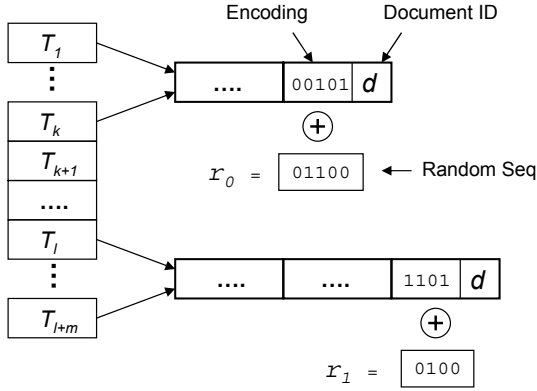 Encoding Document ID
T1
.... 00101 d
Tk
Tk+1
r0 = 01100 Random Seq
....
Tl
.... .... 1101 d
Tl+m
r1 = 0100